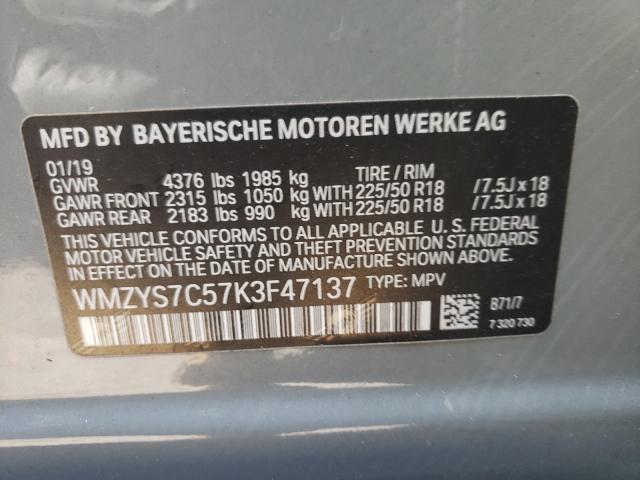 MFD BY BAYERISCHE MOTOREN WERKE AG
01/19 TIRE / RIM
GVWR 4376 lbs 1985 kg
GAWR FRONT 2315 lbs 1050 kg WITH 225/50 R18 /7.5J x 18
GAWR REAR 2183 lbs 990 kg WITH 225/50 R18 /7.5J x 18
THIS VEHICLE CONFORMS TO ALL APPLICABLE U. S. FEDERAL
MOTOR VEHICLE SAFETY AND THEFT PREVENTION STANDARDS
IN EFFECT ON THE DATE OF MANUFACTURE SHOWN ABOVE.
WMZYS7C57K3F47137 TYPE: MPV
B71/7
7 320 730